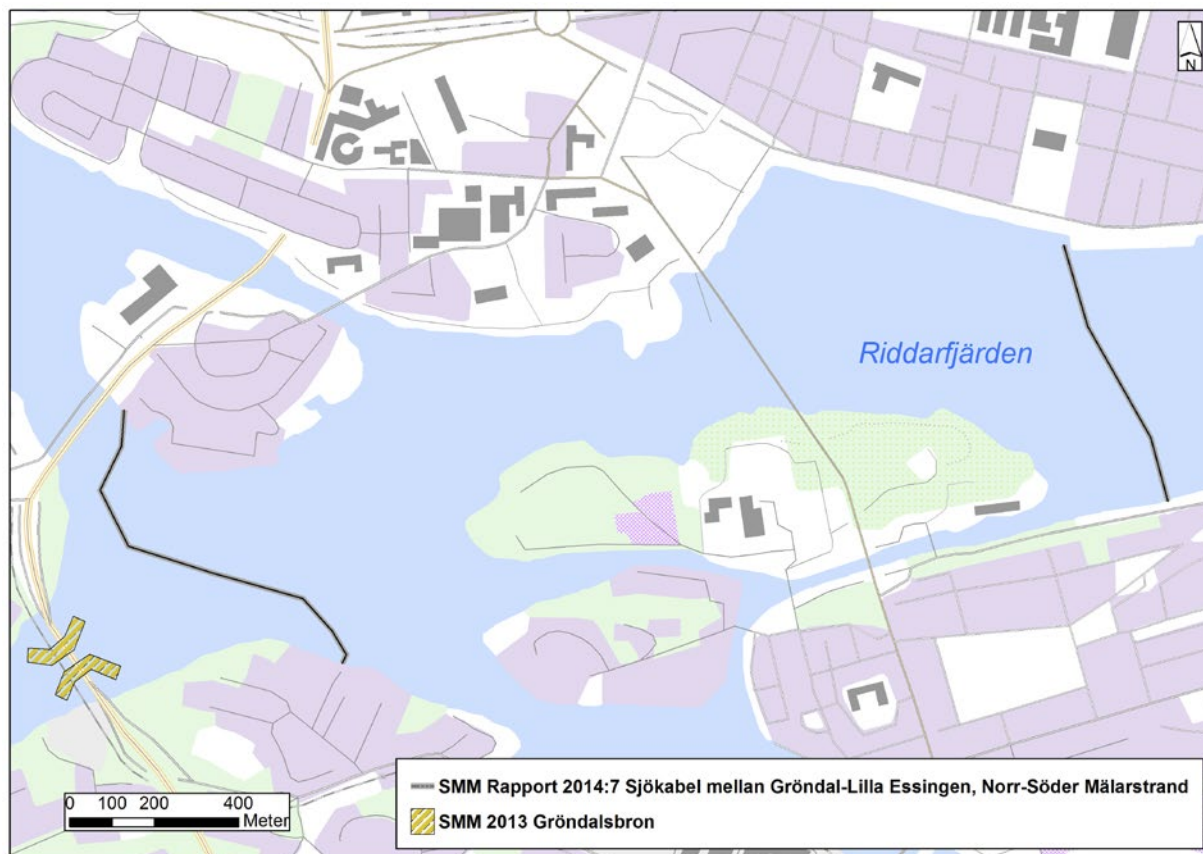 N
Riddarfjärden
0 100 200 400
Meter
SMM Rapport 2014:7 Sjökabel mellan Gröndal-Lilla Essingen, Norr-Söder Mälarstrand
SMM 2013 Gröndalsbron